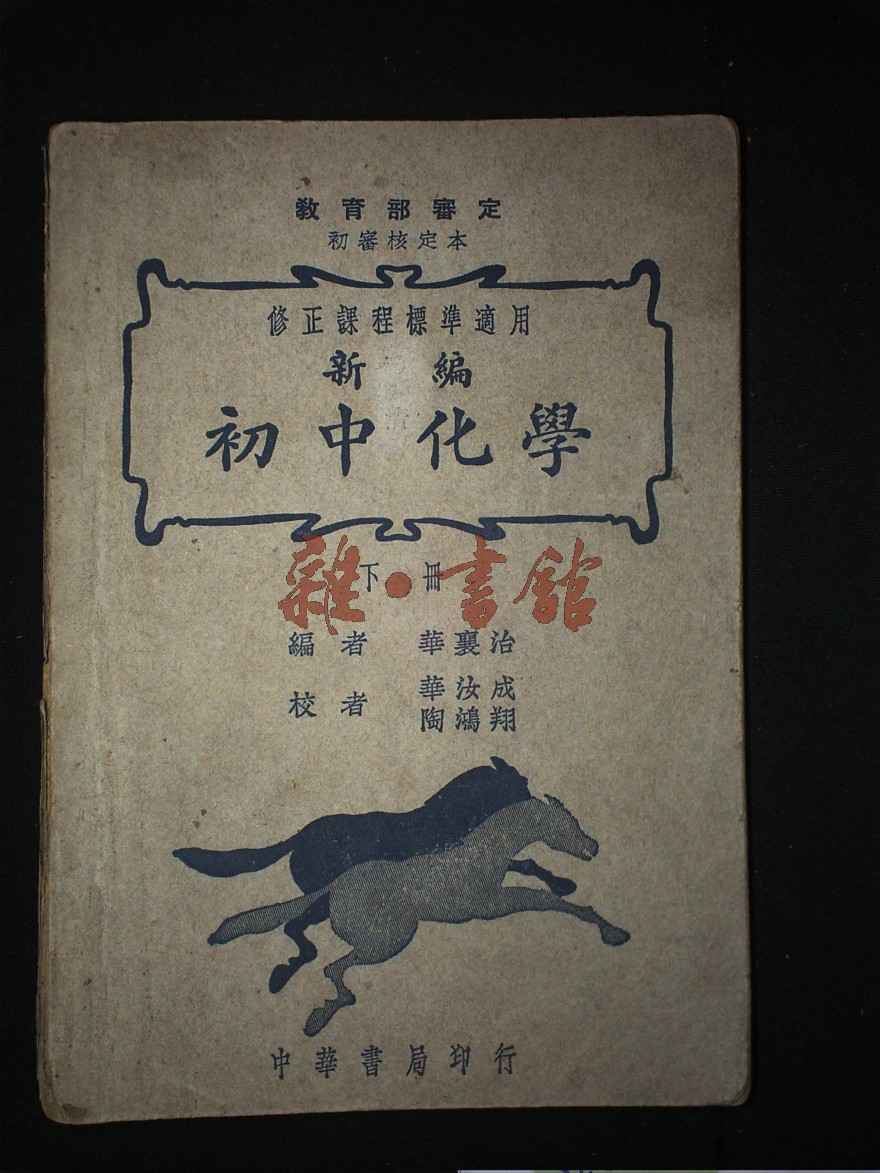 教育部審定
初審核定本
修正課程標準適用
新編
初中化學
下冊
雜·書館
編者 華襄治
校者 華汝成
陶鴻翔
中華書局印行